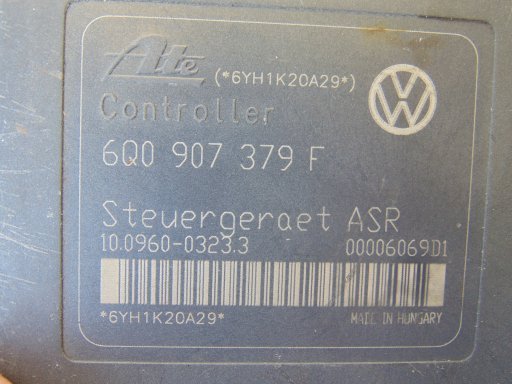 Ate (*6YH1K20A29*)
Controller
6Q0 907 379 F
Steuergeraet ASR
10.0960-0323.3 00006069D1
*6YH1K20A29* MADE IN HUNGARY